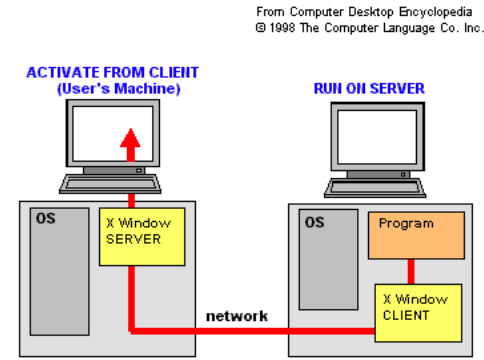 From Computer Desktop Encyclopedia
© 1998 The Computer Language Co. Inc.
ACTIVATE FROM CLIENT
(User's Machine)
RUN ON SERVER
OS
X Window
SERVER
OS
Program
X Window
CLIENT
network